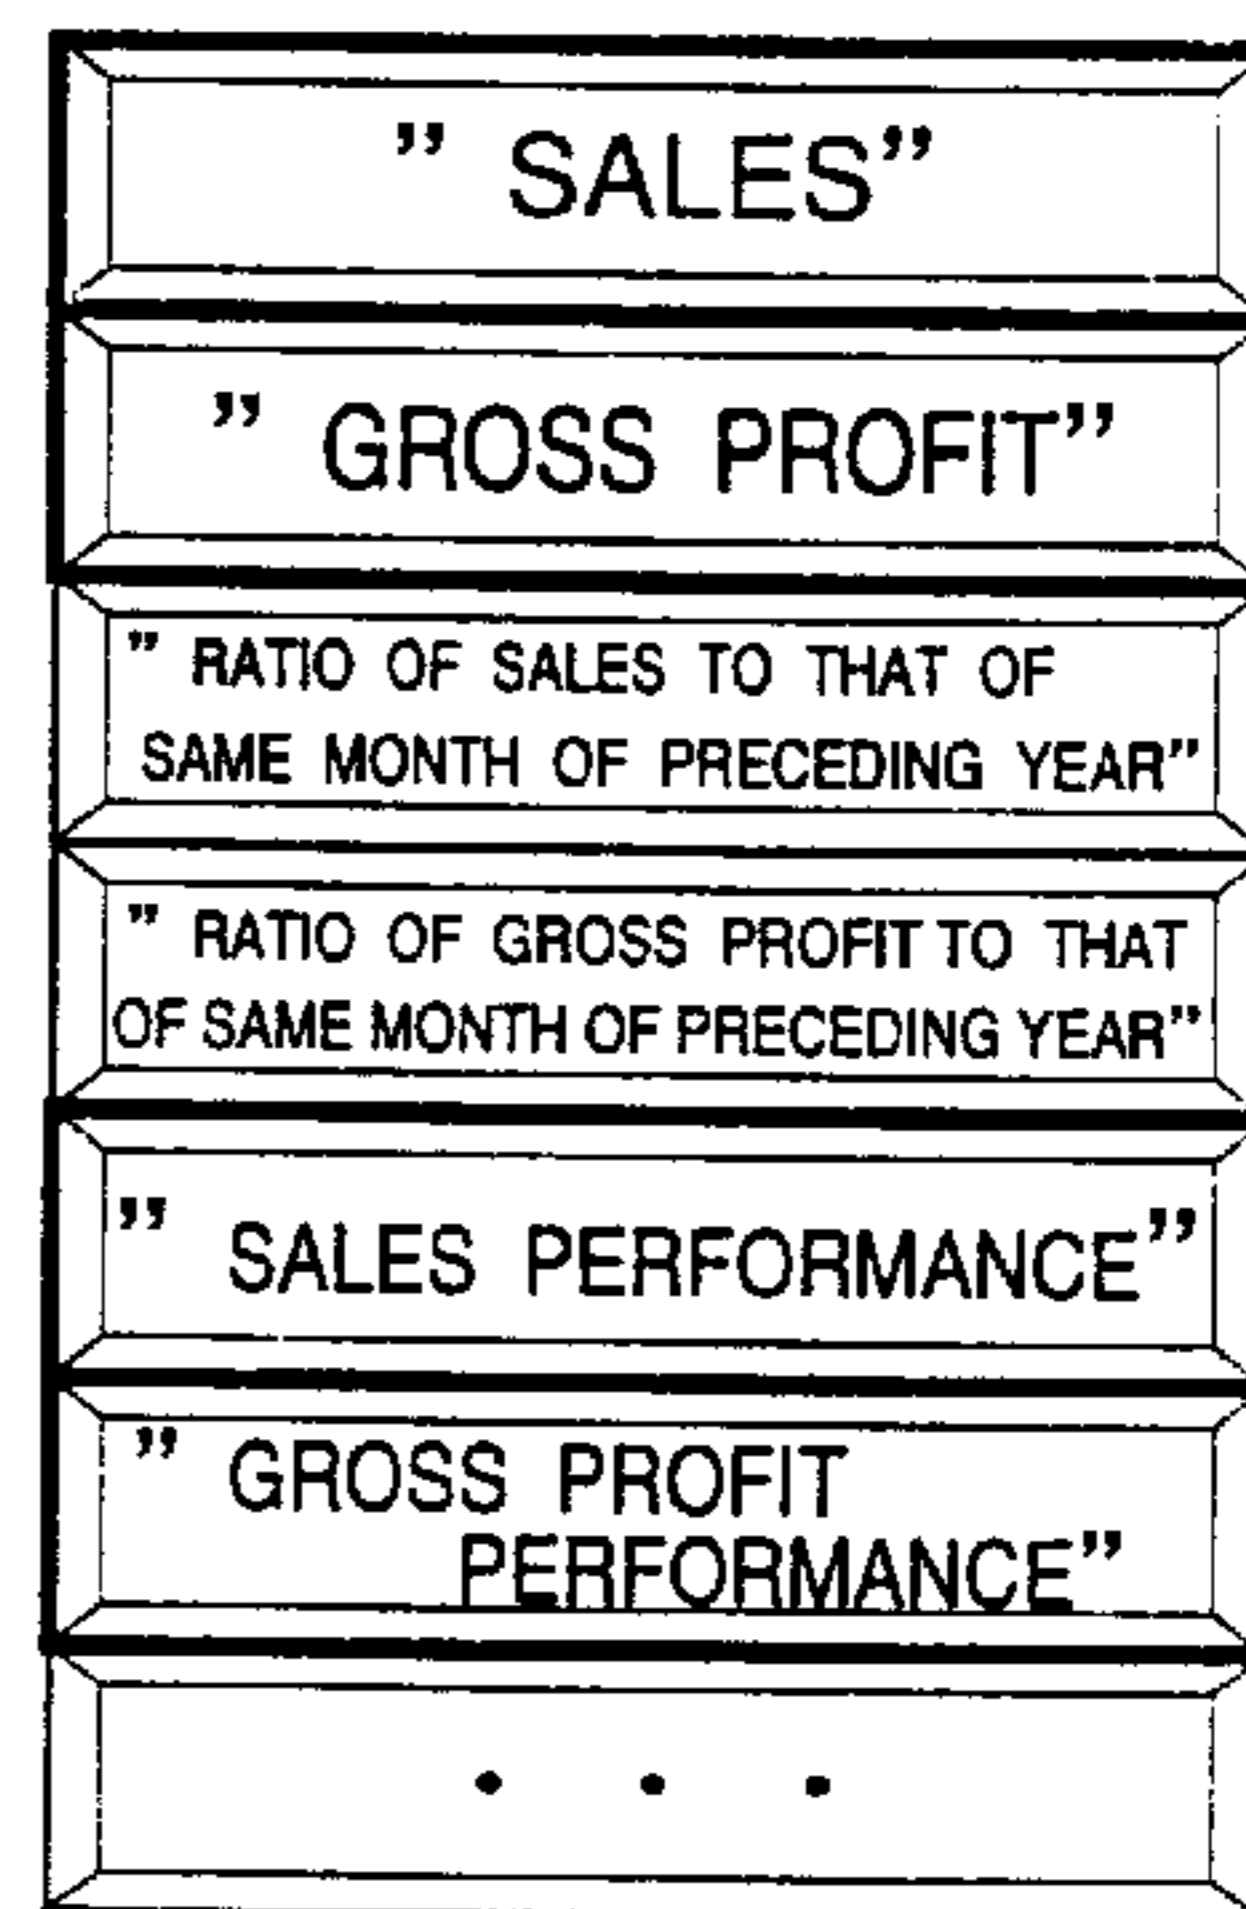 ” SALES”
” GROSS PROFIT”
” RATIO OF SALES TO THAT OF
SAME MONTH OF PRECEDING YEAR”
” RATIO OF GROSS PROFIT TO THAT
OF SAME MONTH OF PRECEDING YEAR”
” SALES PERFORMANCE”
” GROSS PROFIT
PERFORMANCE”
• • •